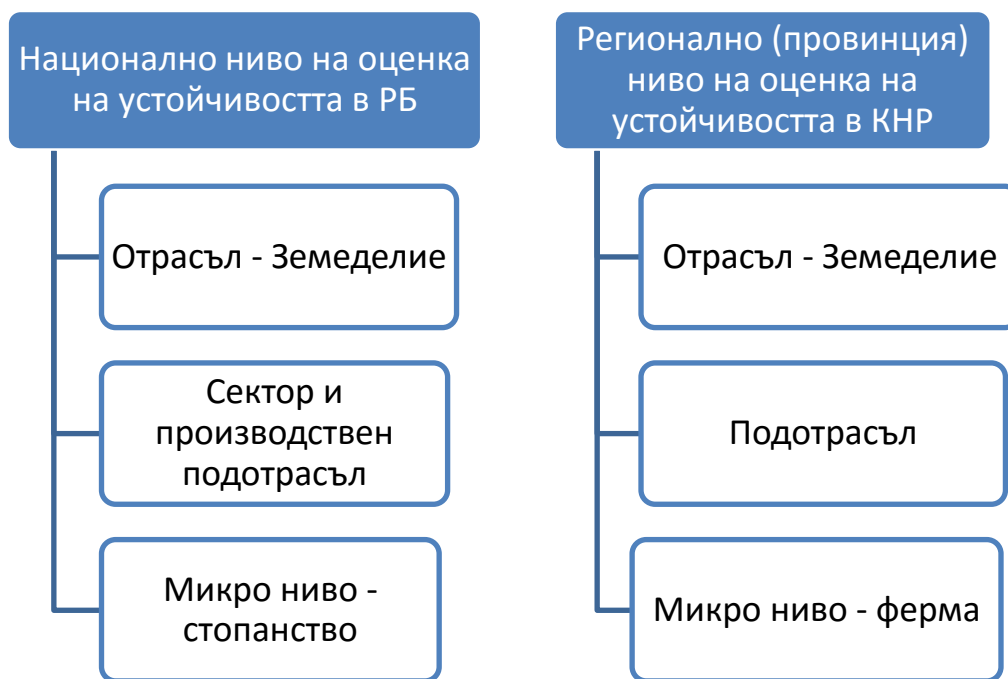 Национално ниво на оценка
на устойчивостта в РБ
Отрасъл - Земеделие
Сектор и
производствен
подотрасъл
Микро ниво -
стопанство
Регионално (провинция)
ниво на оценка на
устойчивостта в КНР
Отрасъл - Земеделие
Подотрасъл
Микро ниво - ферма